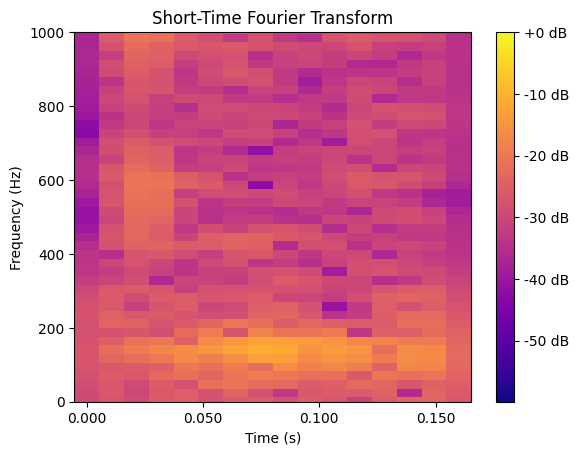 Short-Time Fourier Transform
Frequency (Hz)
1000
800
600
400
200
0
0.000
0.050
0.100
0.150
Time (s)
+0 dB
-10 dB
-20 dB
-30 dB
-40 dB
-50 dB